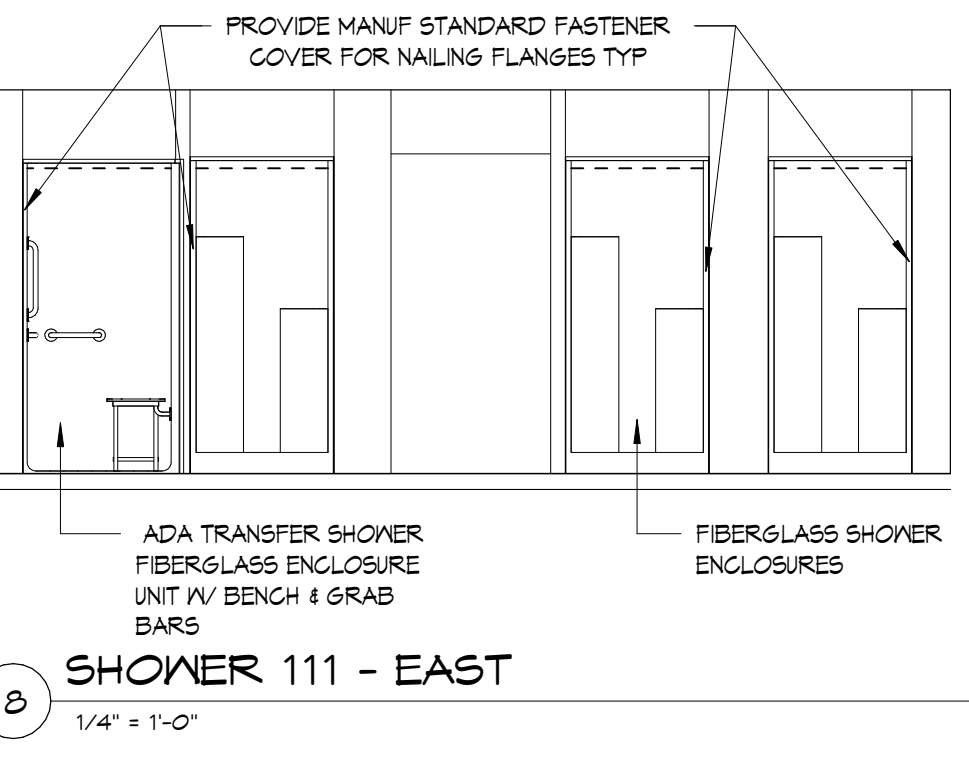 PROVIDE MANUF STANDARD FASTENER
COVER FOR NAILING FLANGES TYP
ADA TRANSFER SHOWER
FIBERGLASS ENCLOSURE
UNIT W/ BENCH & GRAB
BARS
FIBERGLASS SHOWER
ENCLOSURES
8
SHOWER 111 - EAST
1/4" = 1'-0"